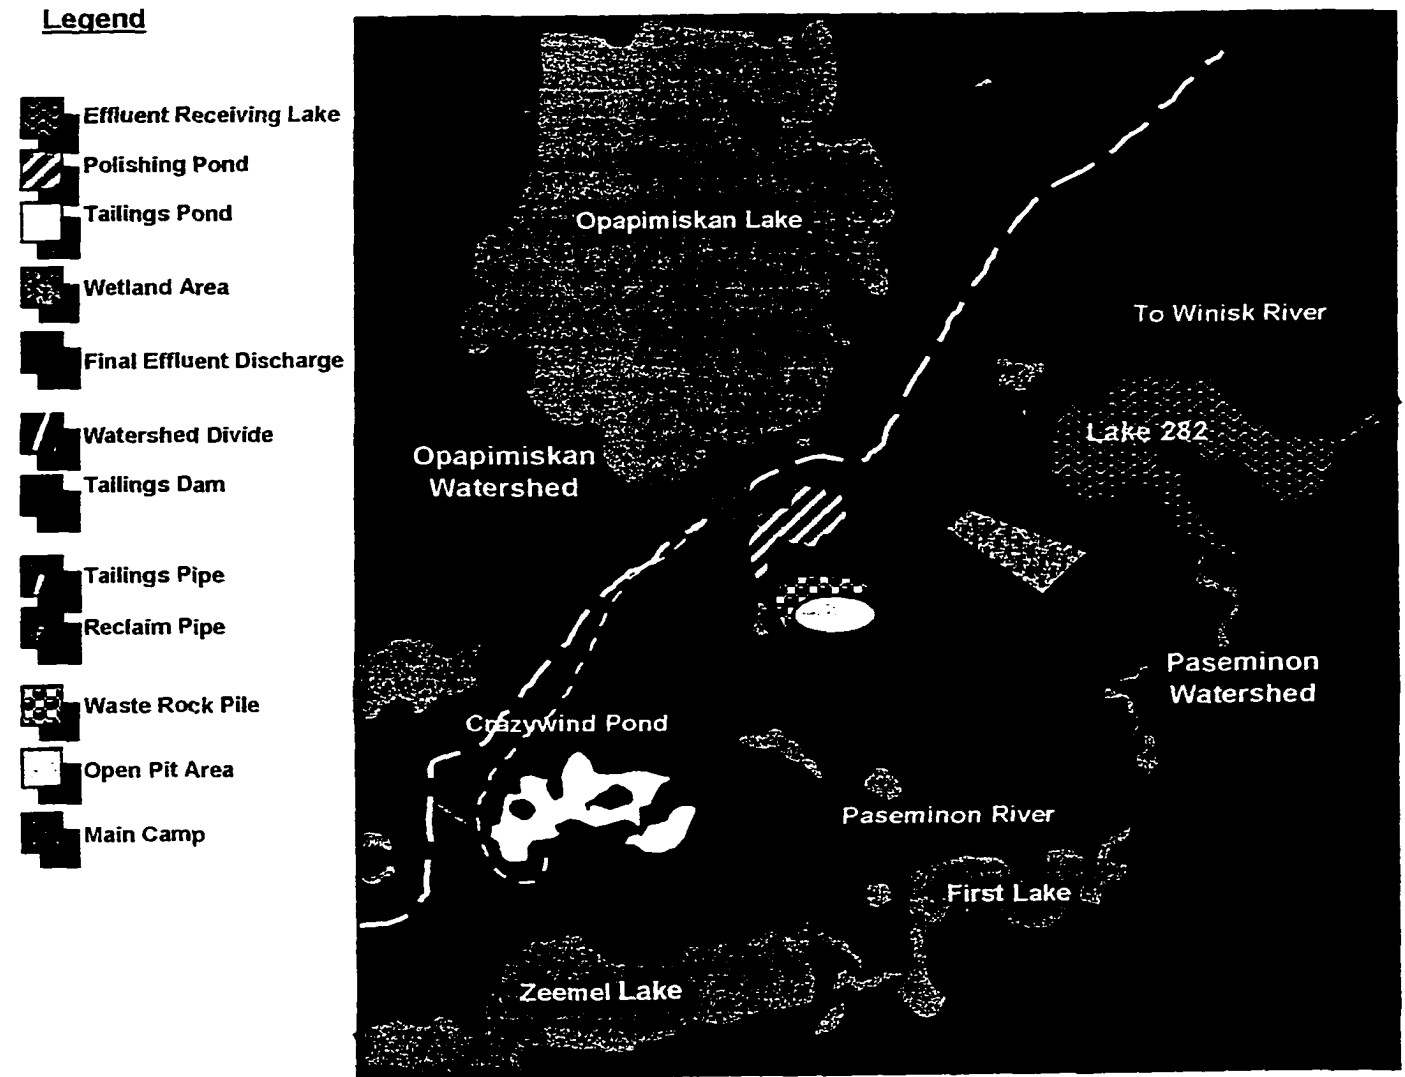 Legend
Effluent Receiving Lake
Polishing Pond
Tailings Pond
Wetland Area
Final Effluent Discharge
Watershed Divide
Tailings Dam
Tailings Pipe
Reclaim Pipe
Waste Rock Pile
Open Pit Area
Main Camp
Opapimiskan Lake
To Winisk River
Lake 282
Opapimiskan
Watershed
Paseminon
Watershed
Crazywind Pond
Paseminon River
First Lake
Zeemel Lake